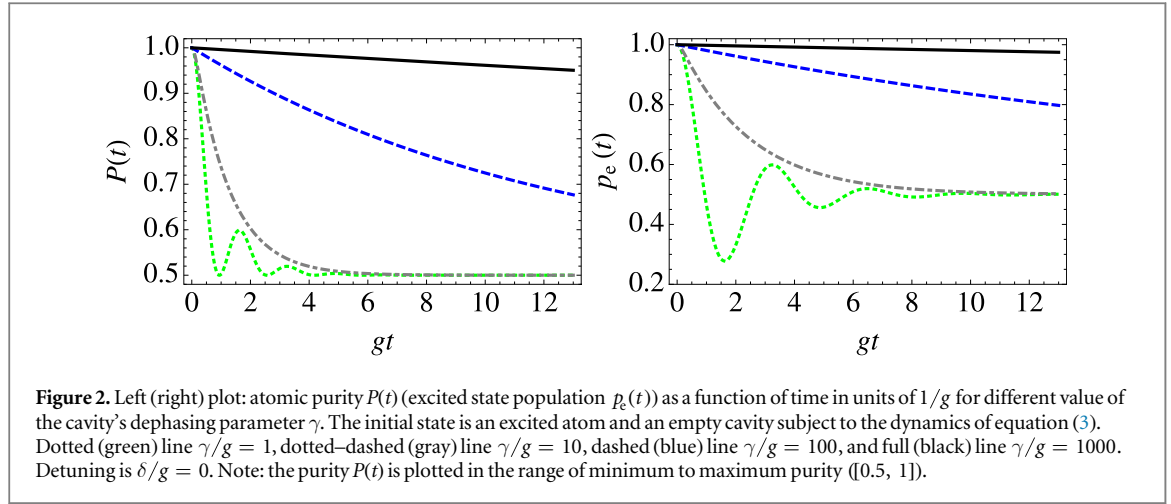 1.0
0.9
0.8
0.7
0.6
0.5
P(t)
0 2 4 6 8 10 12
gt
1.0
0.8
0.6
0.4
0.2
pe(t)
0 2 4 6 8 10 12
gt
Figure 2. Left (right) plot: atomic purity P(t) (excited state population pe(t)) as a function of time in units of 1/g for different value of
the cavity's dephasing parameter γ. The initial state is an excited atom and an empty cavity subject to the dynamics of equation (3).
Dotted (green) line γ/g = 1, dotted–dashed (gray) line γ/g = 10, dashed (blue) line γ/g = 100, and full (black) line γ/g = 1000.
Detuning is δ/g = 0. Note: the purity P(t) is plotted in the range of minimum to maximum purity ([0.5, 1]).